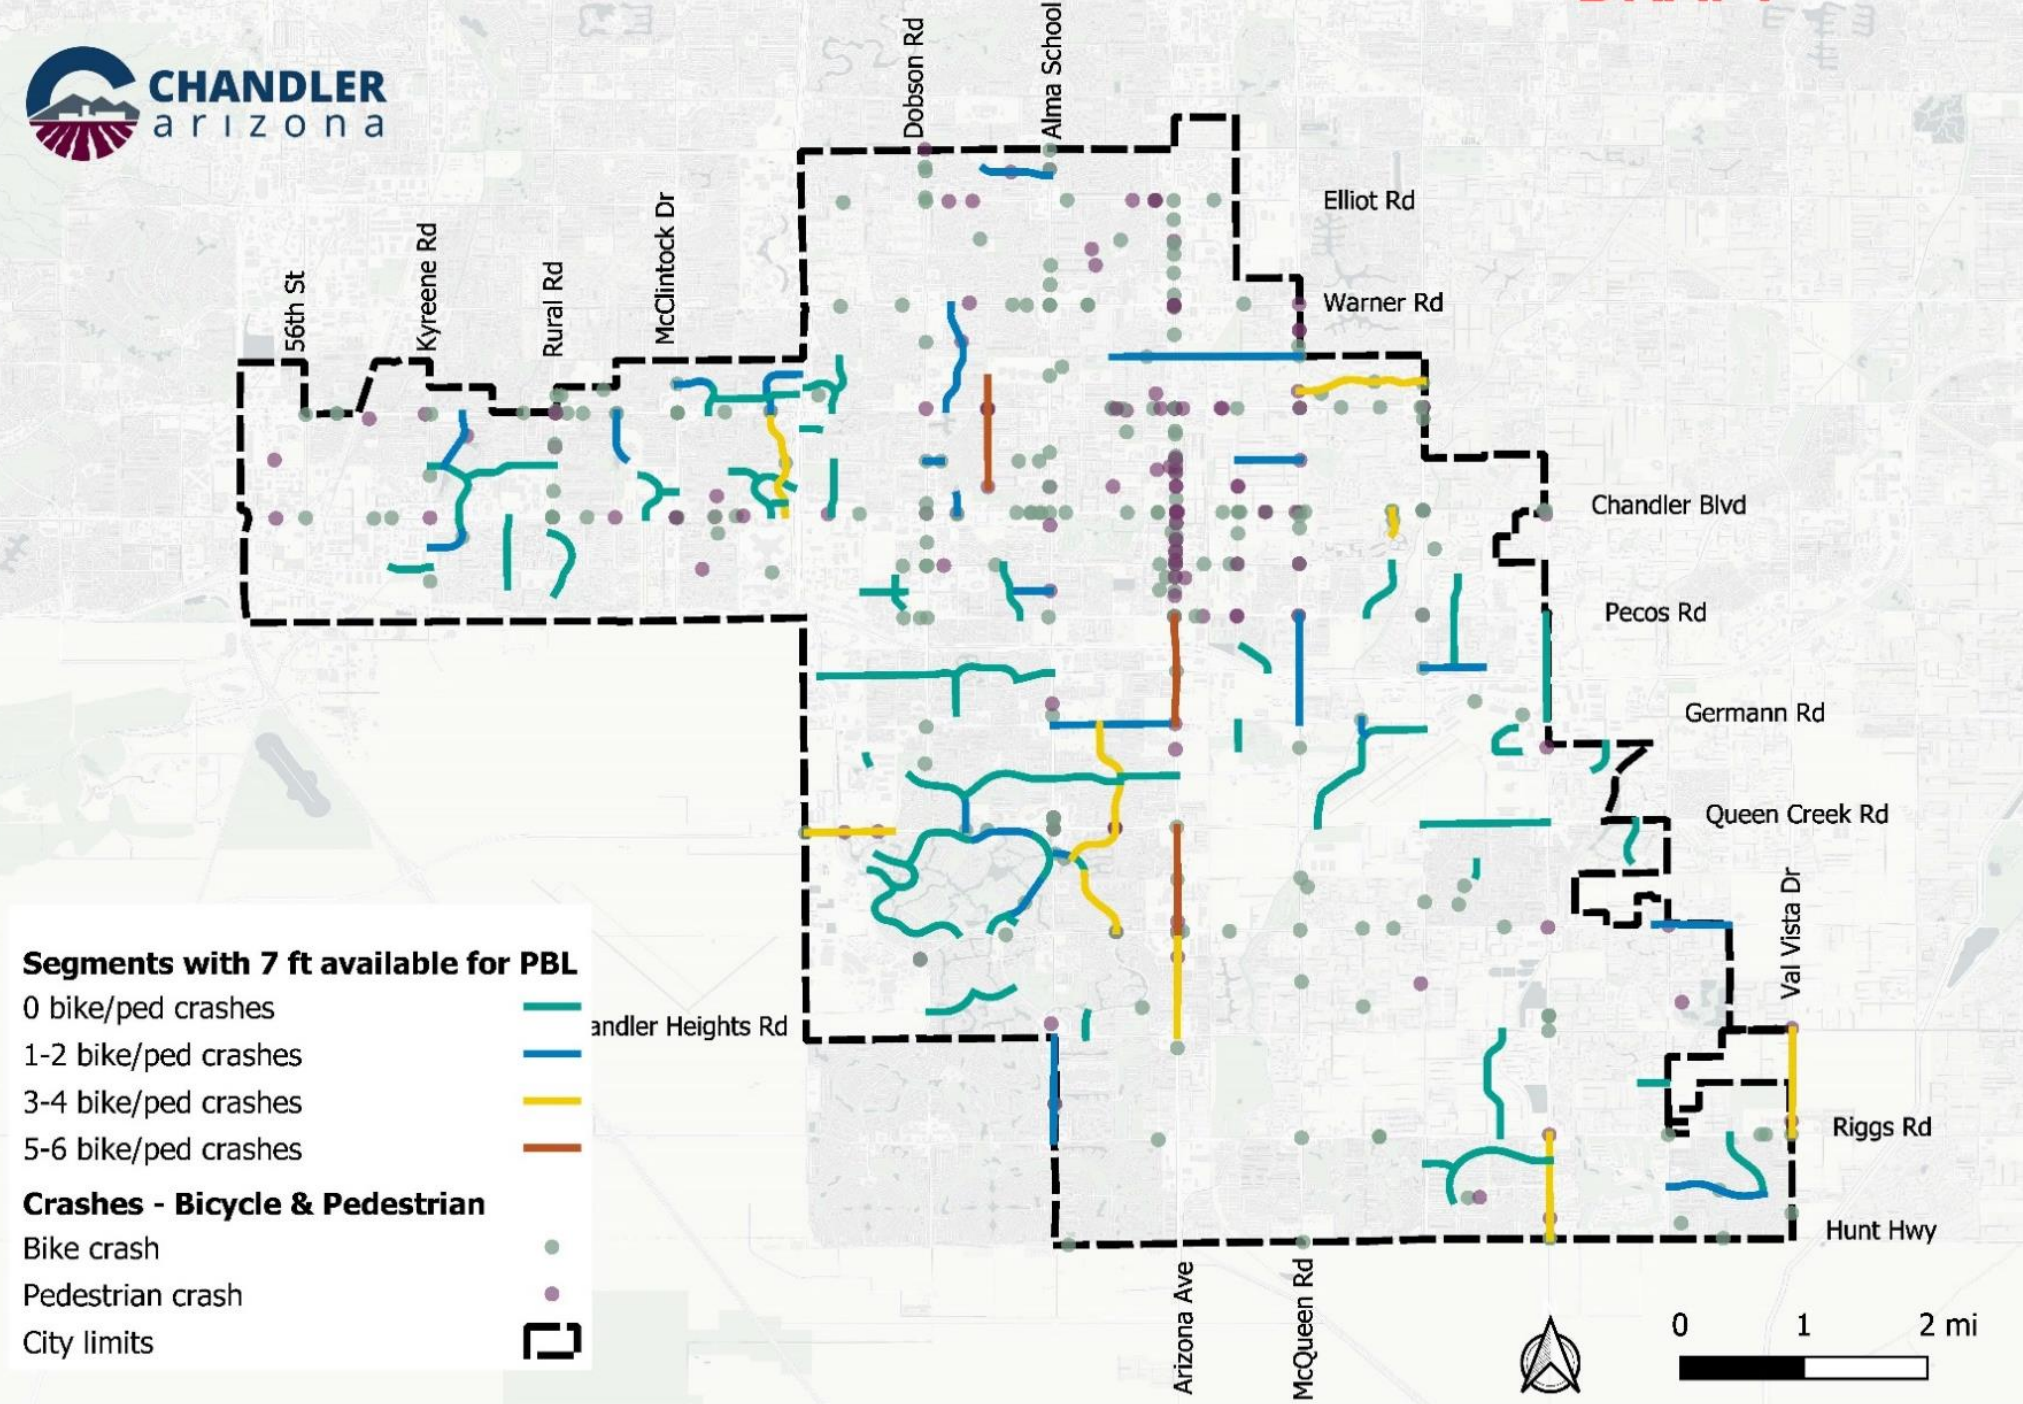 CHANDLER
arizona
Dobson Rd
Alma School
Elliot Rd
McClintock Dr
Kyreene Rd
Rural Rd
56th St
Warner Rd
Chandler Blvd
Pecos Rd
Germann Rd
Queen Creek Rd
Val Vista Dr
andler Heights Rd
Riggs Rd
Hunt Hwy
Arizona Ave
McQueen Rd
Segments with 7 ft available for PBL
0 bike/ped crashes
1-2 bike/ped crashes
3-4 bike/ped crashes
5-6 bike/ped crashes
Crashes - Bicycle & Pedestrian
Bike crash
Pedestrian crash
City limits
0 1 2 mi